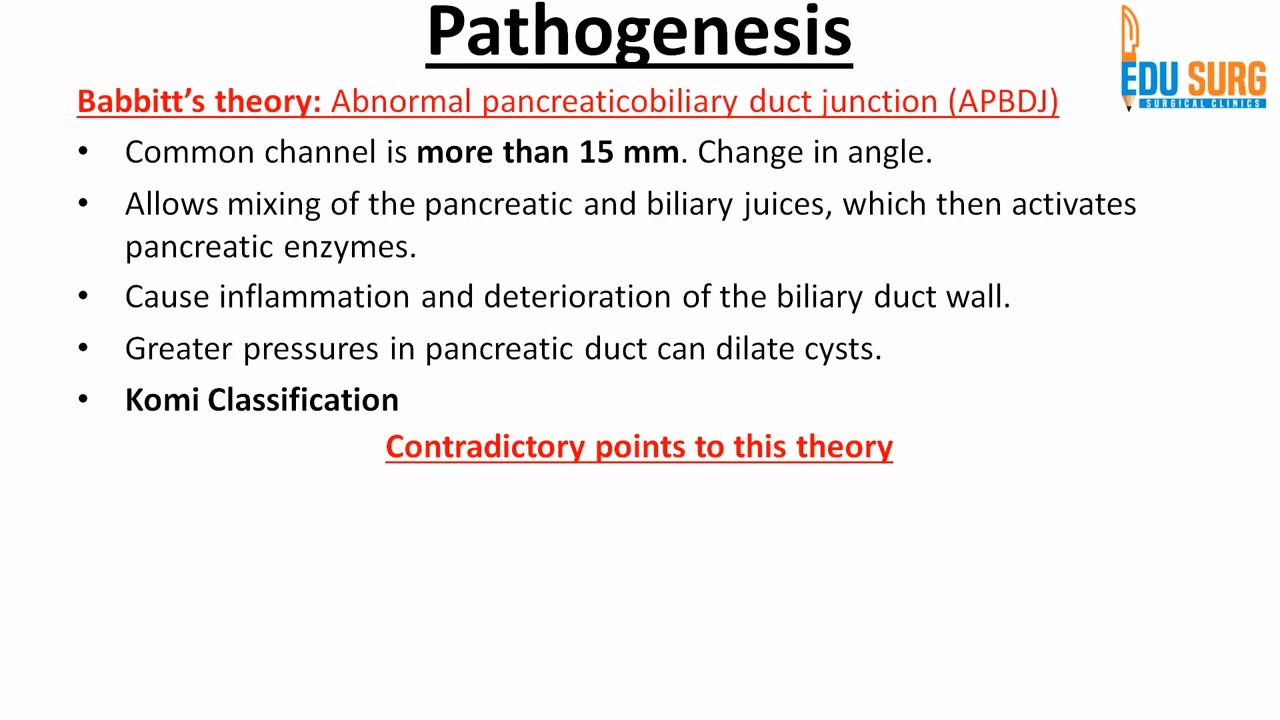 Pathogenesis
EDU SURG
SURGICAL CLINICS
Babbitt’s theory: Abnormal pancreaticobiliary duct junction (APBDJ)
• Common channel is more than 15 mm. Change in angle.
• Allows mixing of the pancreatic and biliary juices, which then activates
pancreatic enzymes.
• Cause inflammation and deterioration of the biliary duct wall.
• Greater pressures in pancreatic duct can dilate cysts.
• Komi Classification
Contradictory points to this theory